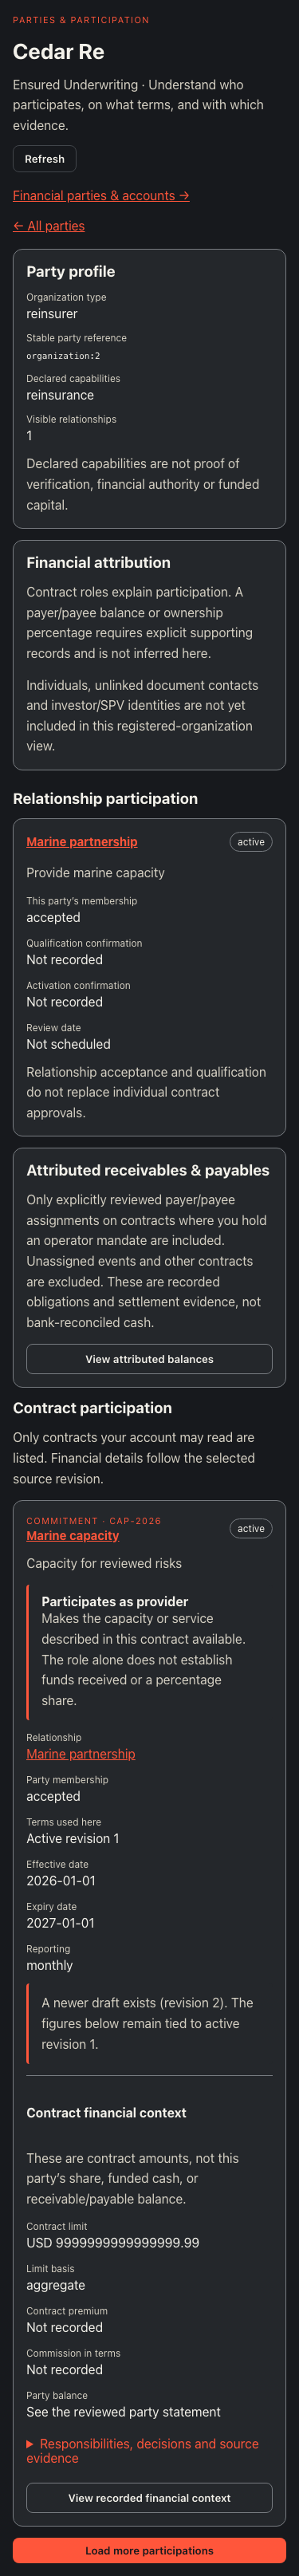 PARTIES & PARTICIPATION
Cedar Re
Ensured Underwriting · Understand who
participates, on what terms, and with which
evidence.
Refresh
Financial parties & accounts →
← All parties
Party profile
Organization type
reinsurer
Stable party reference
organization:2
Declared capabilities
reinsurance
Visible relationships
1
Declared capabilities are not proof of
verification, financial authority or funded
capital.
Financial attribution
Contract roles explain participation. A
payer/payee balance or ownership
percentage requires explicit supporting
records and is not inferred here.
Individuals, unlinked document contacts
and investor/SPV identities are not yet
included in this registered-organization
view.
Relationship participation
Marine partnership
active
Provide marine capacity
This party's membership
accepted
Qualification confirmation
Not recorded
Activation confirmation
Not recorded
Review date
Not scheduled
Relationship acceptance and qualification
do not replace individual contract
approvals.
Attributed receivables & payables
Only explicitly reviewed payer/payee
assignments on contracts where you hold
an operator mandate are included.
Unassigned events and other contracts
are excluded. These are recorded
obligations and settlement evidence, not
bank-reconciled cash.
View attributed balances
Contract participation
Only contracts your account may read are
listed. Financial details follow the selected
source revision.
COMMITMENT · CAP-2026
Marine capacity
active
Capacity for reviewed risks
Participates as provider
Makes the capacity or service
described in this contract available.
The role alone does not establish
funds received or a percentage
share.
Relationship
Marine partnership
Party membership
accepted
Terms used here
Active revision 1
Effective date
2026-01-01
Expiry date
2027-01-01
Reporting
monthly
A newer draft exists (revision 2). The
figures below remain tied to active
revision 1.
Contract financial context
These are contract amounts, not this
party's share, funded cash, or
receivable/payable balance.
Contract limit
USD 9999999999999999.99
Limit basis
aggregate
Contract premium
Not recorded
Commission in terms
Not recorded
Party balance
See the reviewed party statement
▶ Responsibilities, decisions and source
evidence
View recorded financial context
Load more participations